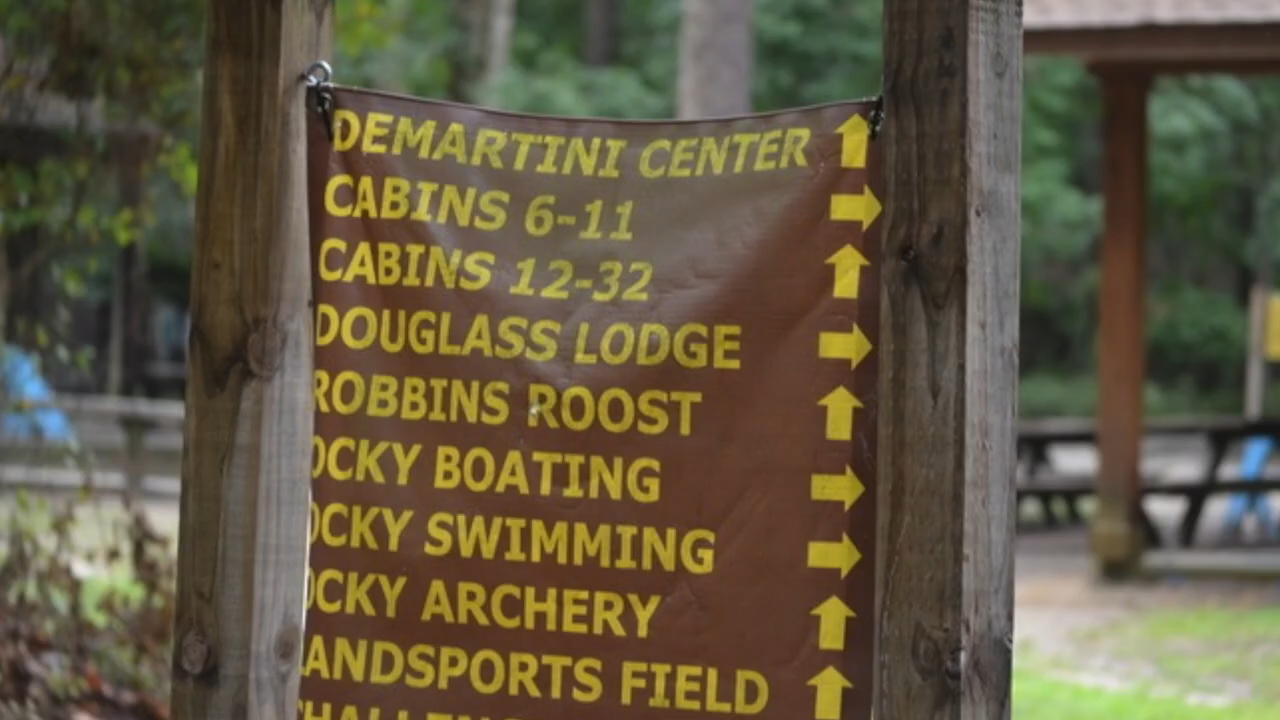 DEMARTINI CENTER
CABINS 6-11
CABINS 12-32
DOUGLASS LODGE
ROBBINS ROOST
OCKY BOATING
OCKY SWIMMING
OCKY ARCHERY
LANDSPORTS FIELD